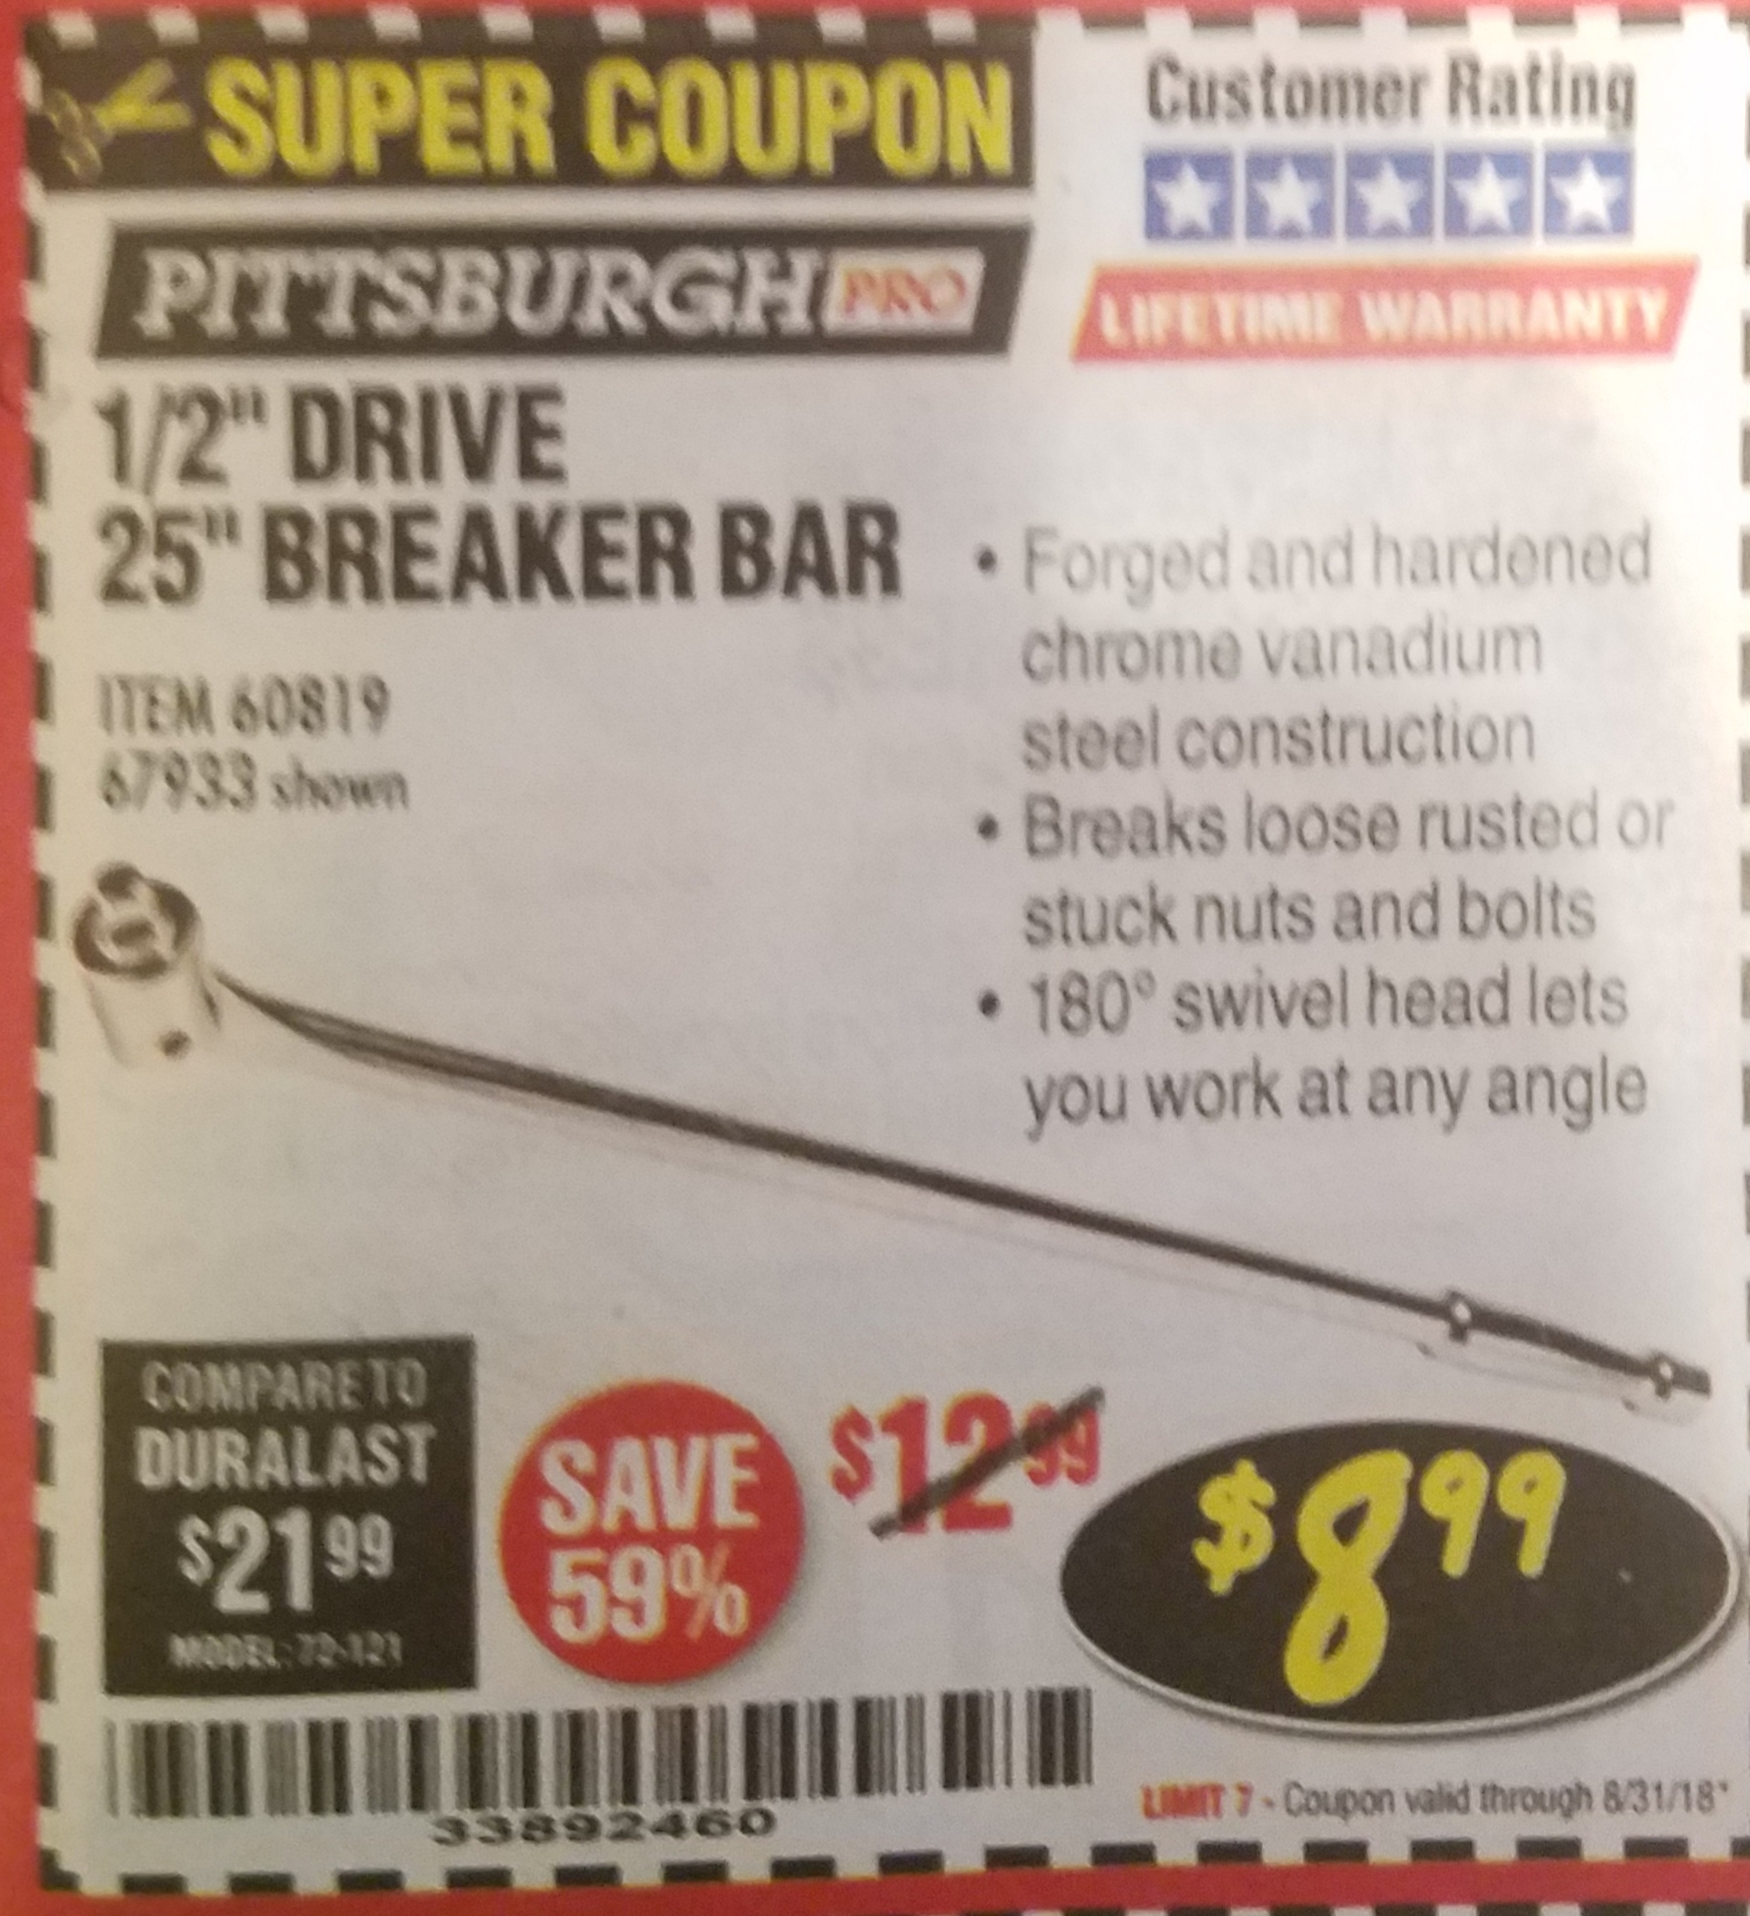 SUPER COUPON
Customer Rating
PITTSBURGH PRO
LIFETIME WARRANTY
1/2" DRIVE
25" BREAKER BAR
ITEM 60819
67933 shown
• Forged and hardened
chrome vanadium
steel construction
• Breaks loose rusted or
stuck nuts and bolts
• 180° swivel head lets
you work at any angle
COMPARE TO
DURALAST
$21.99
MODEL: 72-121
SAVE
59%
$12.99
$8.99
33892460
LIMIT 7 - Coupon valid through 8/31/18*